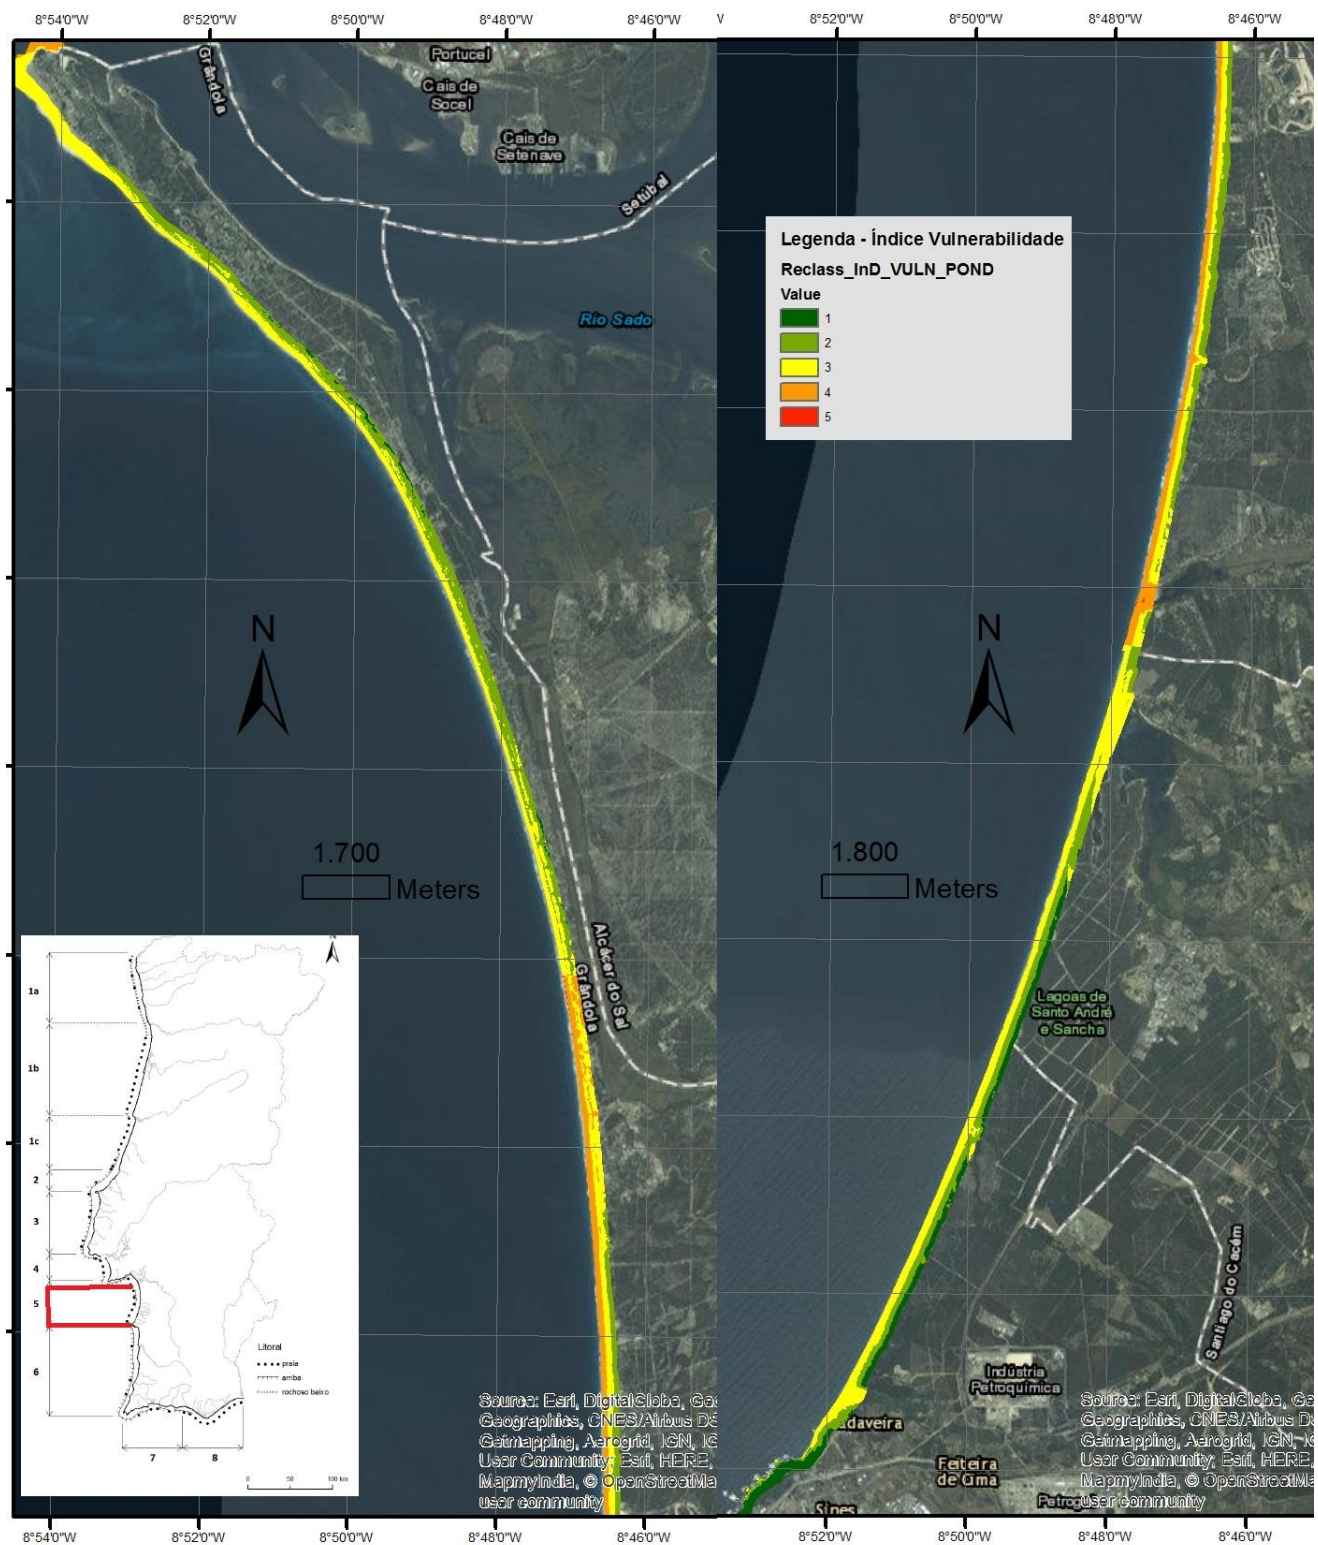 8°54'0"W 8°52'0"W 8°50'0"W 8°48'0"W 8°46'0"W
8°52'0"W 8°50'0"W 8°48'0"W 8°46'0"W
Grândola
Portucel
Cais de
Socel
Cais de
Setenave
Setúbal
Rio Sado
N
1.700
Meters
Alcácer do Sal
Grândola
1a
1b
1c
2
3
4
5
6
7
8
Litoral
praia
arriba
rochoso baixo
0 50 100 km
Source: Esri, DigitalGlobe, Geo
Geographics, CNES/Airbus DS
Getmapping, Aerogrid, IGN, IG
User Community, Esri, HERE,
MapmyIndia, © OpenStreetMa
user community
Legenda - Índice Vulnerabilidade
Reclass_InD_VULN_POND
Value
1
2
3
4
5
N
1.800
Meters
Lagoas de
Santo André
e Sancha
Santiago do Cacém
Indústria
Petroquímica
adaveira
Feiteira
de Cima
Sines
Petroq
Source: Esri, DigitalGlobe, Ge
Geographics, CNES/Airbus D
Getmapping, Aerogrid, IGN, I
User Community, Esri, HERE,
MapmyIndia, © OpenStreetMa
user community
8°54'0"W 8°52'0"W 8°50'0"W 8°48'0"W 8°46'0"W
8°52'0"W 8°50'0"W 8°48'0"W 8°46'0"W